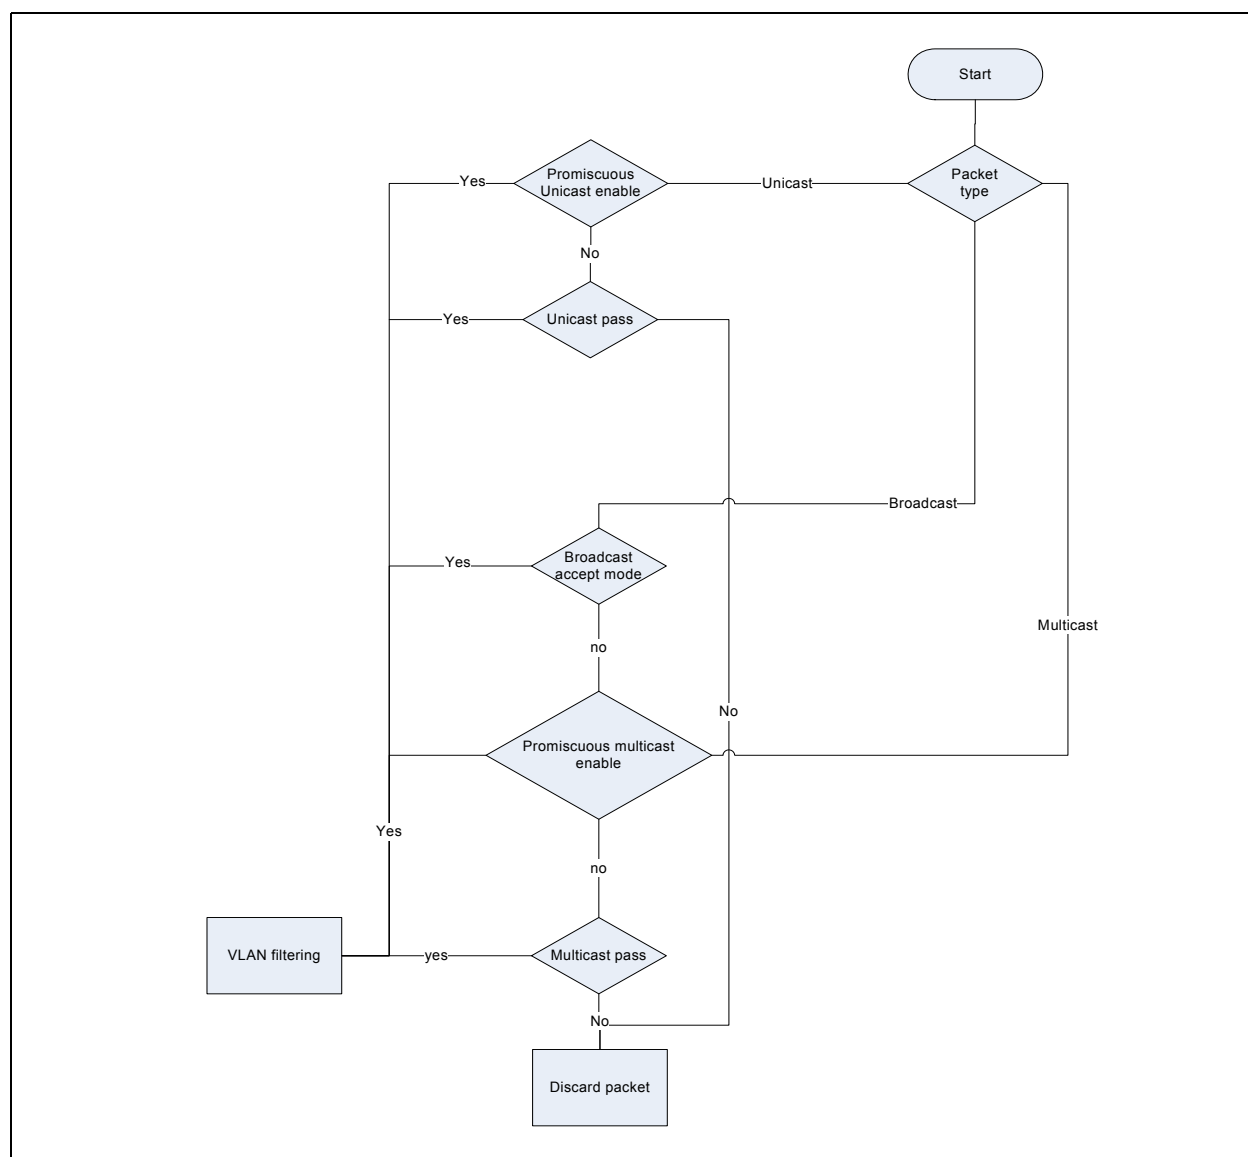 Start
Packet
type
Unicast
Promiscuous
Unicast enable
Yes
No
Unicast pass
Yes
Broadcast
Broadcast
accept mode
Yes
no
Multicast
No
Promiscuous multicast
enable
Yes
no
VLAN filtering
yes
Multicast pass
No
Discard packet